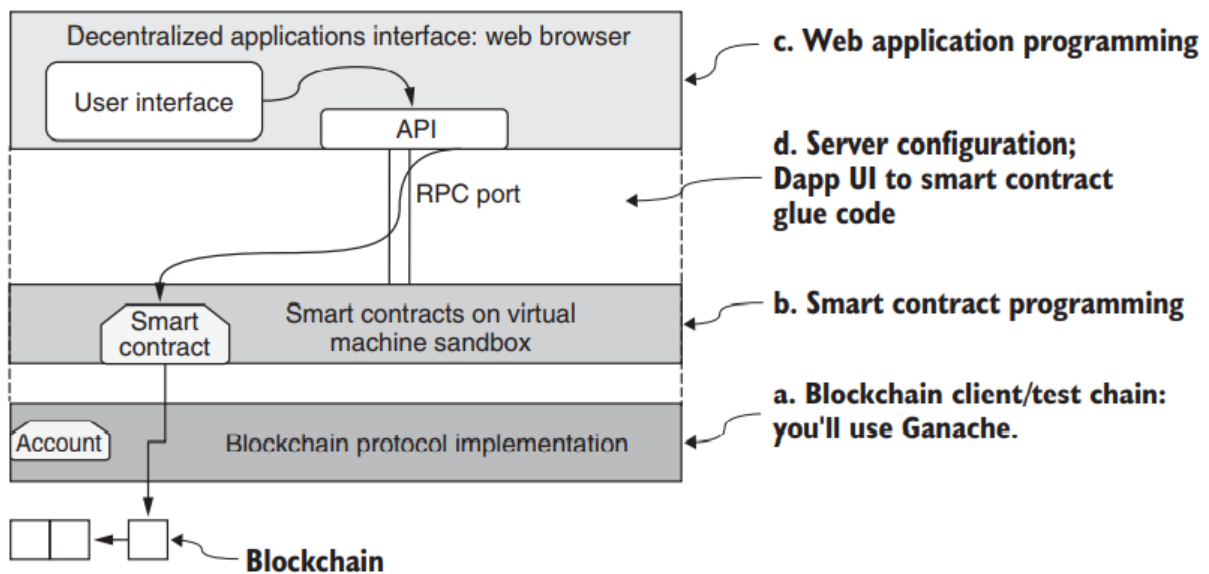 Decentralized applications interface: web browser
User interface
API
c. Web application programming
RPC port
d. Server configuration;
Dapp UI to smart contract
glue code
Smart
contract
Smart contracts on virtual
machine sandbox
b. Smart contract programming
Account
Blockchain protocol implementation
a. Blockchain client/test chain:
you'll use Ganache.
Blockchain